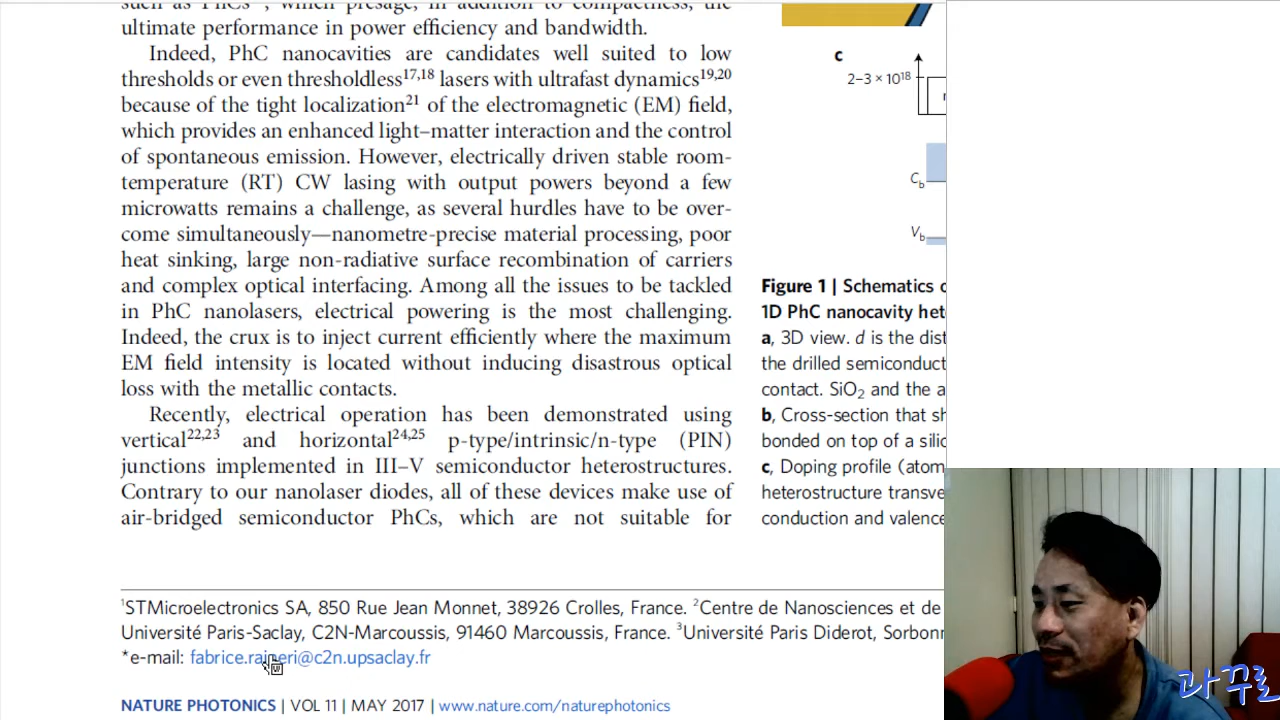 such as PhCs , which presage, in addition to compactness, the
ultimate performance in power efficiency and bandwidth.
Indeed, PhC nanocavities are candidates well suited to low
thresholds or even thresholdless17,18 lasers with ultrafast dynamics19,20
because of the tight localization21 of the electromagnetic (EM) field,
which provides an enhanced light–matter interaction and the control
of spontaneous emission. However, electrically driven stable room-
temperature (RT) CW lasing with output powers beyond a few
microwatts remains a challenge, as several hurdles have to be over-
come simultaneously—nanometre-precise material processing, poor
heat sinking, large non-radiative surface recombination of carriers
and complex optical interfacing. Among all the issues to be tackled
in PhC nanolasers, electrical powering is the most challenging.
Indeed, the crux is to inject current efficiently where the maximum
EM field intensity is located without inducing disastrous optical
loss with the metallic contacts.
Recently, electrical operation has been demonstrated using
vertical22,23 and horizontal24,25 p-type/intrinsic/n-type (PIN)
junctions implemented in III–V semiconductor heterostructures.
Contrary to our nanolaser diodes, all of these devices make use of
air-bridged semiconductor PhCs, which are not suitable for
c
2–3 × 10^18
Cb
Vb
Figure 1 | Schematics
1D PhC nanocavity
a, 3D view. d is the
the drilled
contact. SiO2 and the
b, Cross-section that
bonded on top of a
c, Doping profile
heterostructure
conduction and
1STMicroelectronics SA, 850 Rue Jean Monnet, 38926 Crolles, France. 2Centre de Nanosciences et de
Université Paris-Saclay, C2N-Marcoussis, 91460 Marcoussis, France. 3Université Paris Diderot,
*e-mail: fabrice.raineri@c2n.upsaclay.fr
NATURE PHOTONICS | VOL 11 | MAY 2017 | www.nature.com/naturephotonics
과꾸로